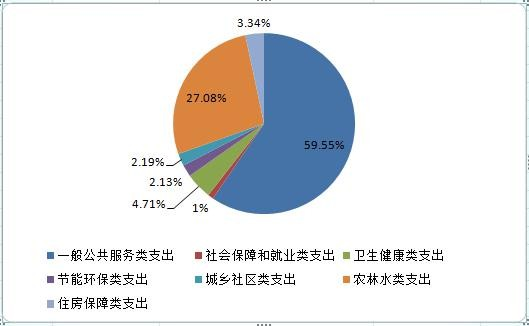 3.34%
27.08%
59.55%
2.19%
2.13%
4.71%
1%
一般公共服务类支出 社会保障和就业类支出 卫生健康类支出
节能环保类支出 城乡社区类支出 农林水类支出
住房保障类支出